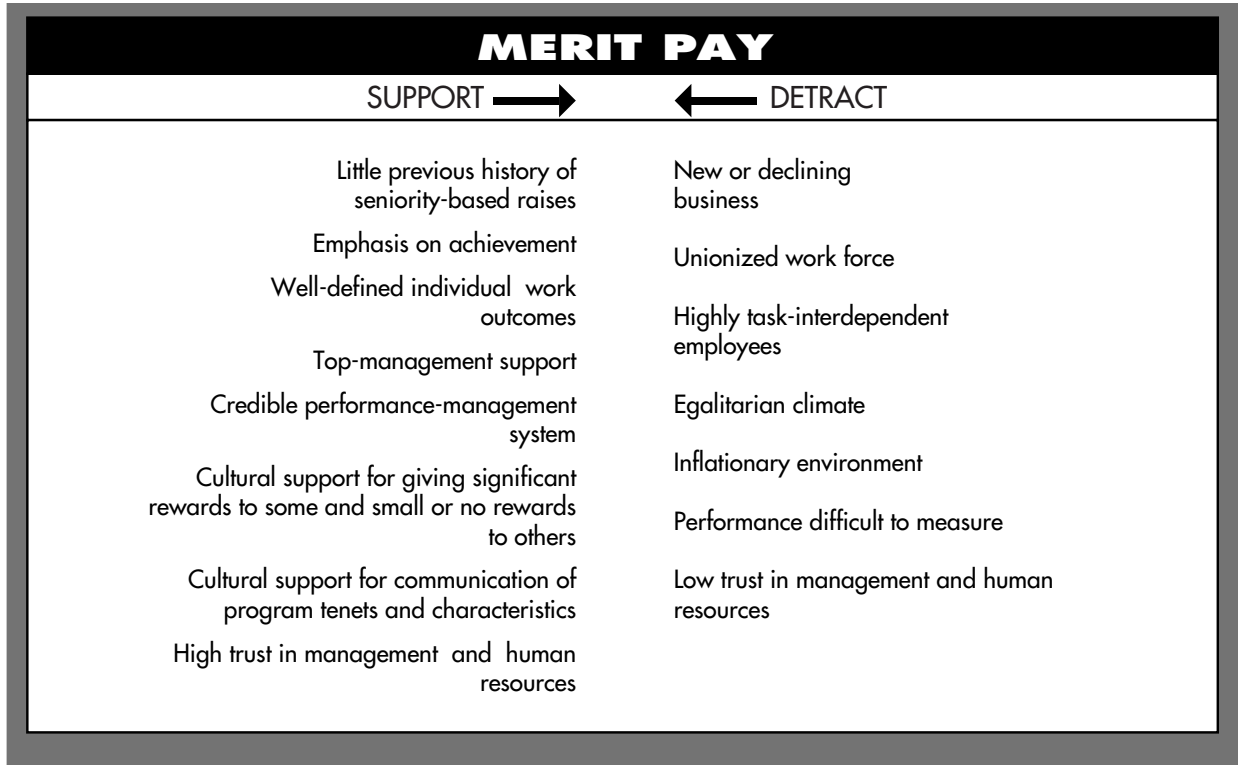 MERIT PAY
SUPPORT
DETRACT
Little previous history of
seniority-based raises
Emphasis on achievement
Well-defined individual work
outcomes
Top-management support
Credible performance-management
system
Cultural support for giving significant
rewards to some and small or no rewards
to others
Cultural support for communication of
program tenets and characteristics
High trust in management and human
resources
New or declining
business
Unionized work force
Highly task-interdependent
employees
Egalitarian climate
Inflationary environment
Performance difficult to measure
Low trust in management and human
resources